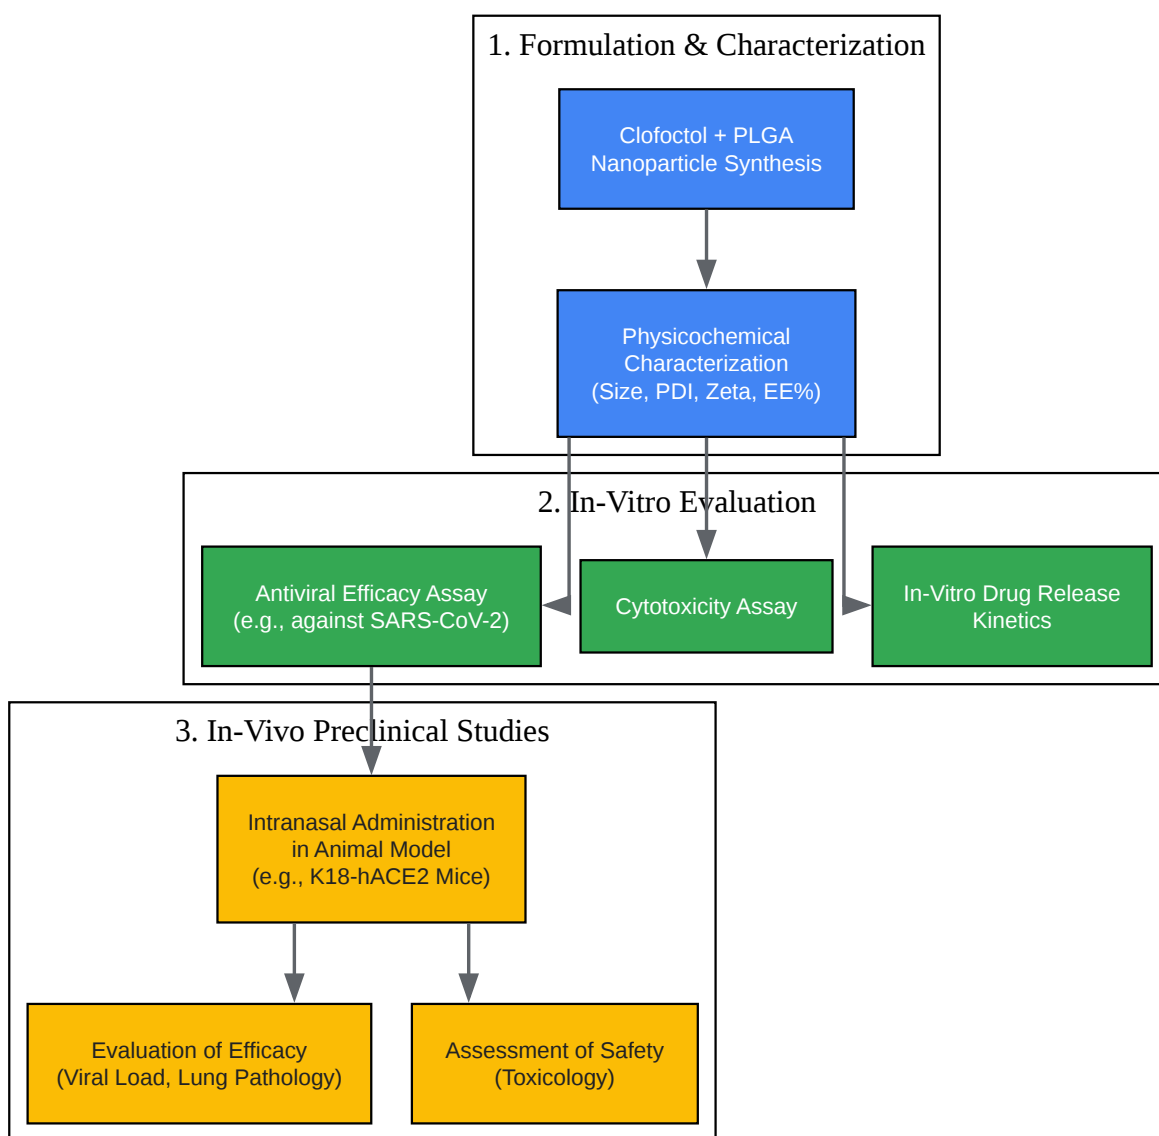 1. Formulation & Characterization
Clofoctol + PLGA
Nanoparticle Synthesis
Physicochemical
Characterization
(Size, PDI, Zeta, EE%)
2. In-Vitro Evaluation
Antiviral Efficacy Assay
(e.g., against SARS-CoV-2)
Cytotoxicity Assay
In-Vitro Drug Release
Kinetics
3. In-Vivo Preclinical Studies
Intranasal Administration
in Animal Model
(e.g., K18-hACE2 Mice)
Evaluation of Efficacy
(Viral Load, Lung Pathology)
Assessment of Safety
(Toxicology)